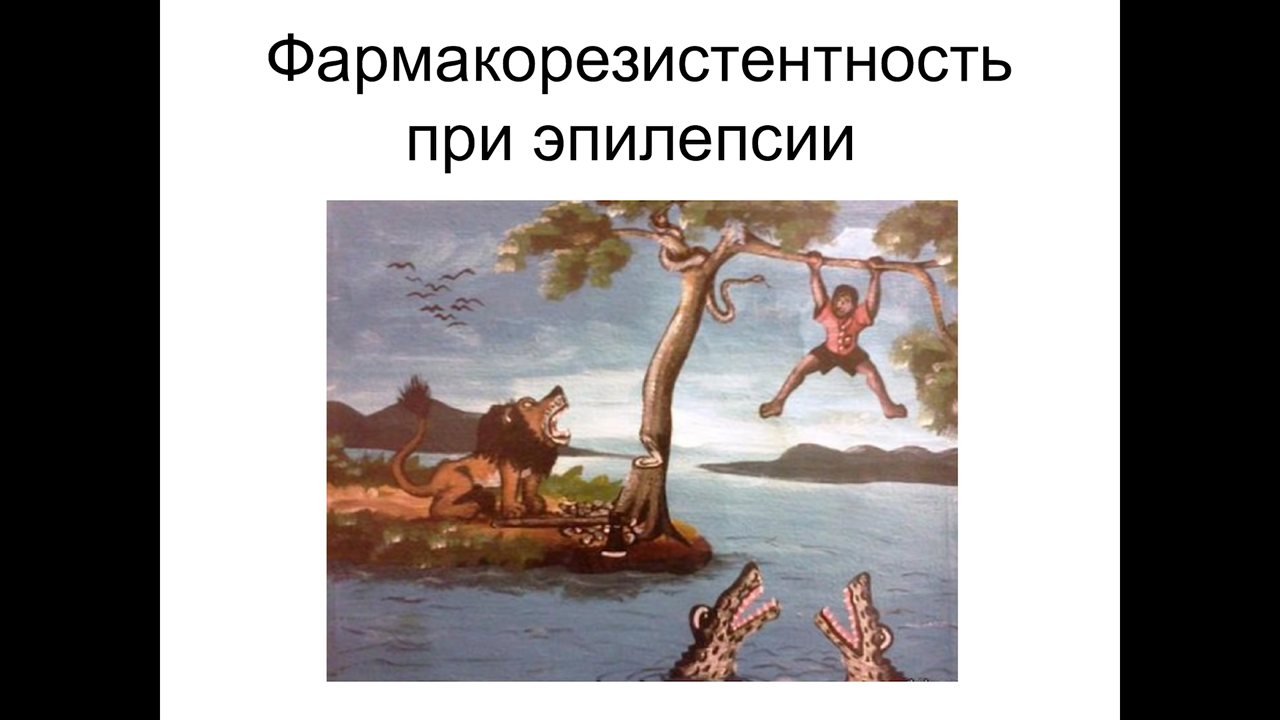 Фармакорезистентность
при эпилепсии